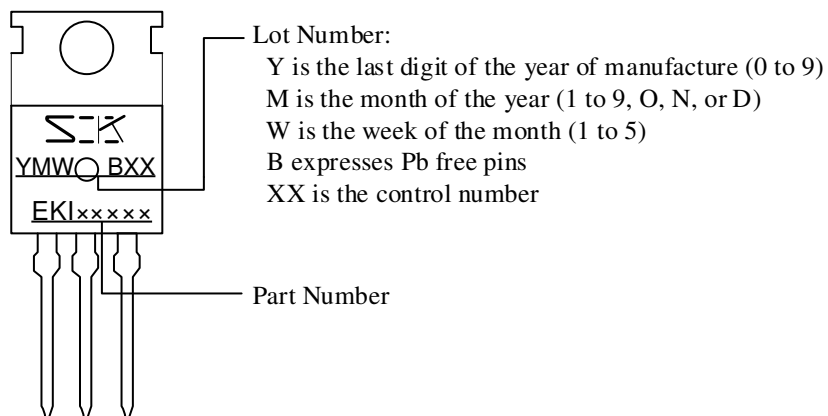 Lot Number:
Y is the last digit of the year of manufacture (0 to 9)
M is the month of the year (1 to 9, O, N, or D)
W is the week of the month (1 to 5)
B expresses Pb free pins
XX is the control number
SK
YMW○ BXX
EKI×××××
Part Number